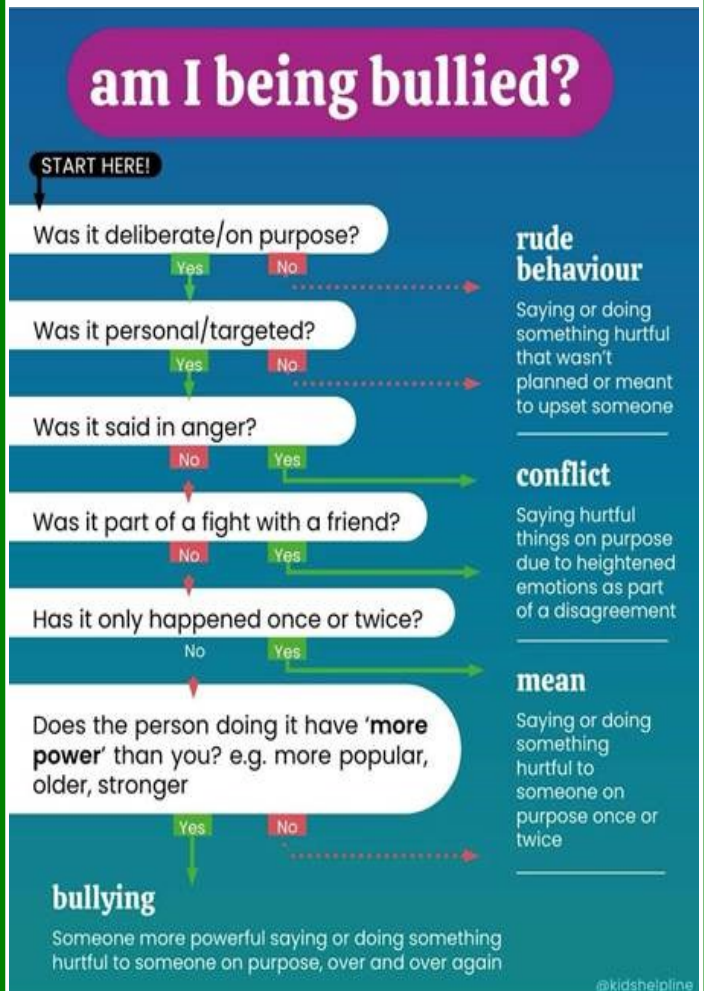 am I being bullied?
START HERE!
Was it deliberate/on purpose?
Yes No
Was it personal/targeted?
Yes No
Was it said in anger?
No Yes
Was it part of a fight with a friend?
No Yes
Has it only happened once or twice?
No Yes
Does the person doing it have ‘more
power’ than you? e.g. more popular,
older, stronger
Yes No
rude
behaviour
Saying or doing
something hurtful
that wasn’t
planned or meant
to upset someone
conflict
Saying hurtful
things on purpose
due to heightened
emotions as part
of a disagreement
mean
Saying or doing
something
hurtful to
someone on
purpose once or
twice
bullying
Someone more powerful saying or doing something
hurtful to someone on purpose, over and over again
@kidshelpline